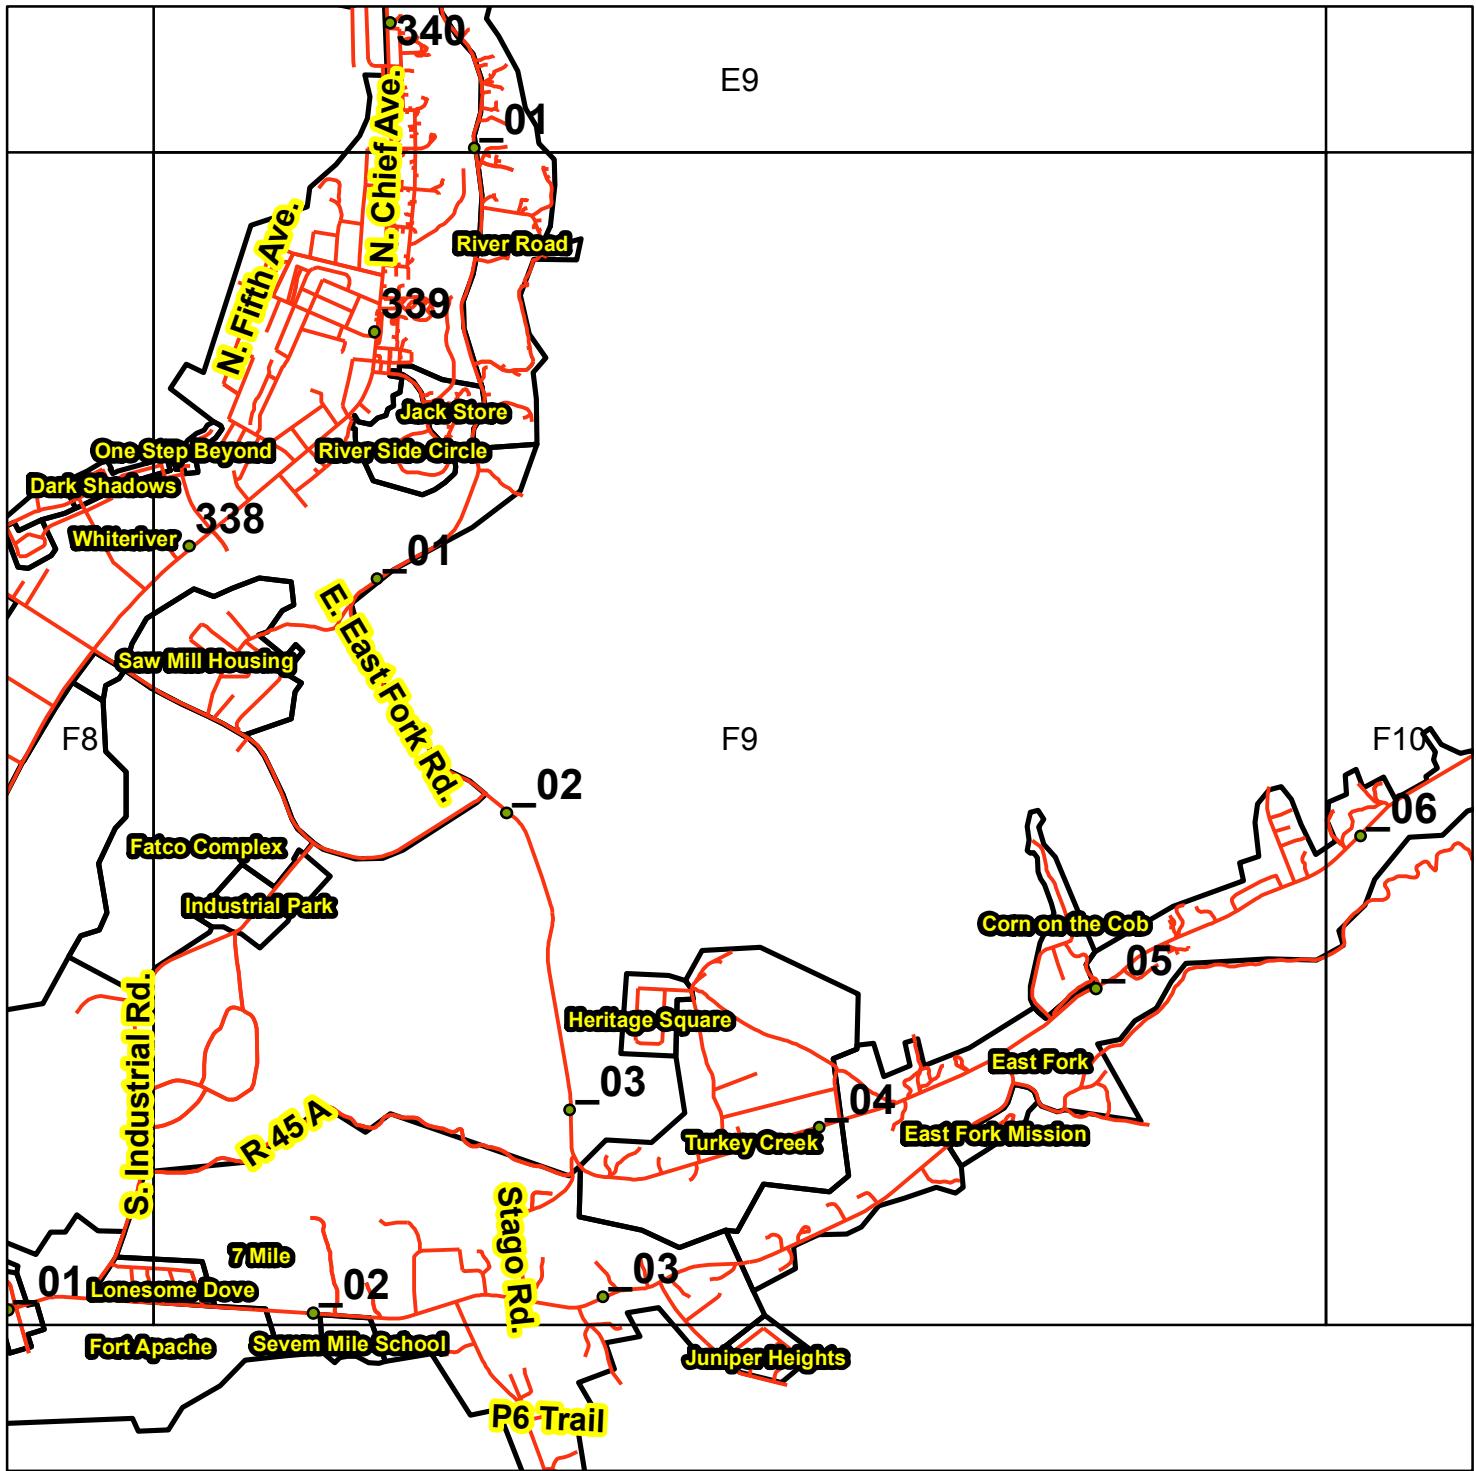 340
E9
_01
N. Chief Ave.
N. Fifth Ave.
River Road
339
Jack Store
One Step Beyond
River Side Circle
Dark Shadows
338
Whiteriver
_01
E. East Fork Rd.
Saw Mill Housing
F8
F9
F10
_02
_06
Fatco Complex
Industrial Park
Corn on the Cob
_05
S. Industrial Rd.
Heritage Square
East Fork
_03
_04
R 45 A
Turkey Creek
East Fork Mission
Stago Rd.
7 Mile
_01
Lonesome Dove
_02
_03
Fort Apache
Sevem Mile School
Juniper Heights
P6 Trail